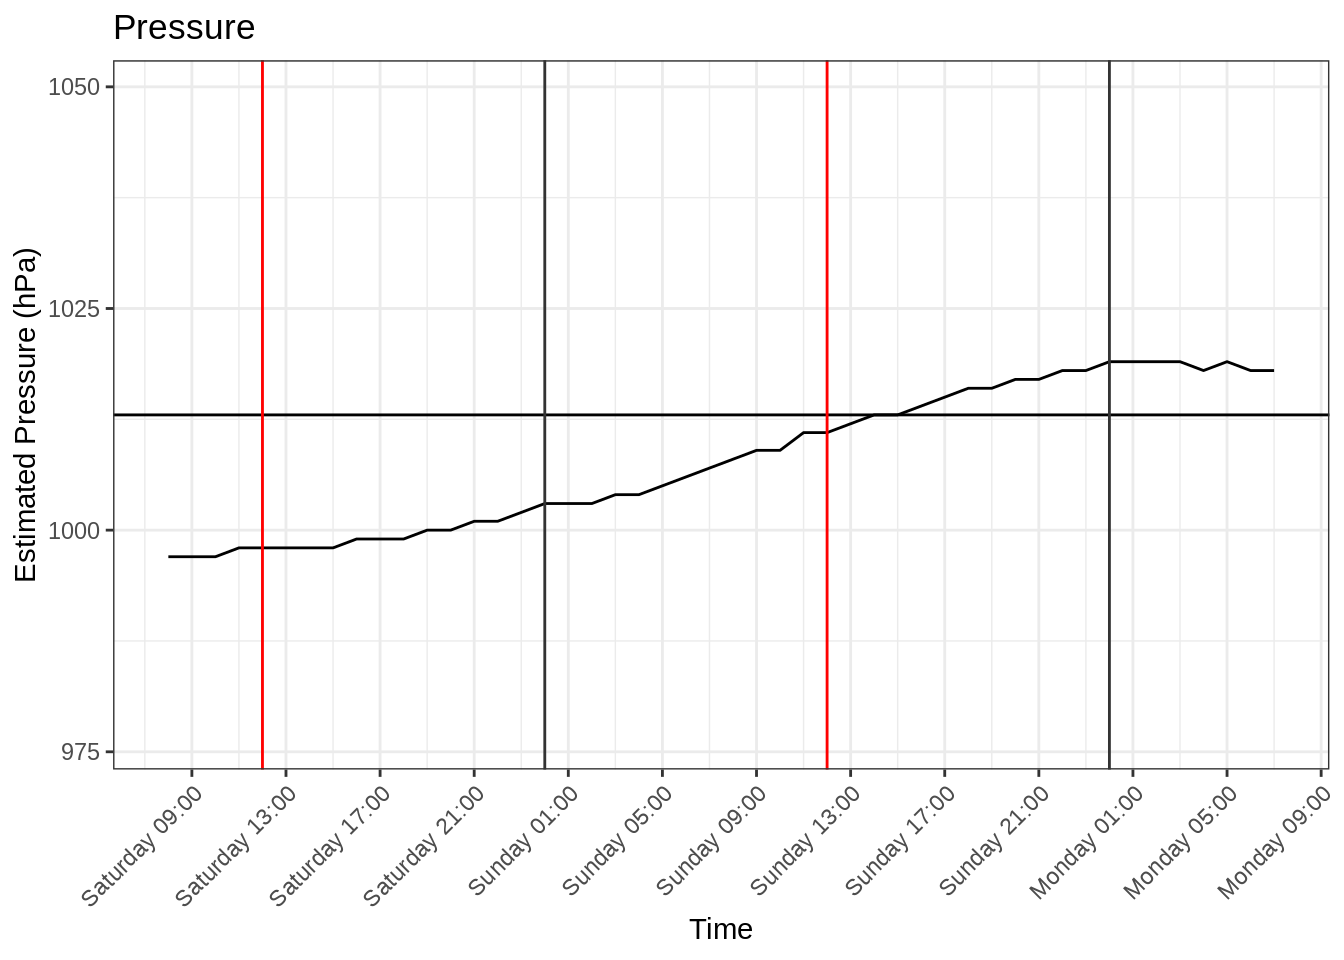 Pressure
Estimated Pressure (hPa)
1050
1025
1000
975
Saturday 09:00
Saturday 13:00
Saturday 17:00
Saturday 21:00
Sunday 01:00
Sunday 05:00
Sunday 09:00
Sunday 13:00
Sunday 17:00
Sunday 21:00
Monday 01:00
Monday 05:00
Monday 09:00
Time